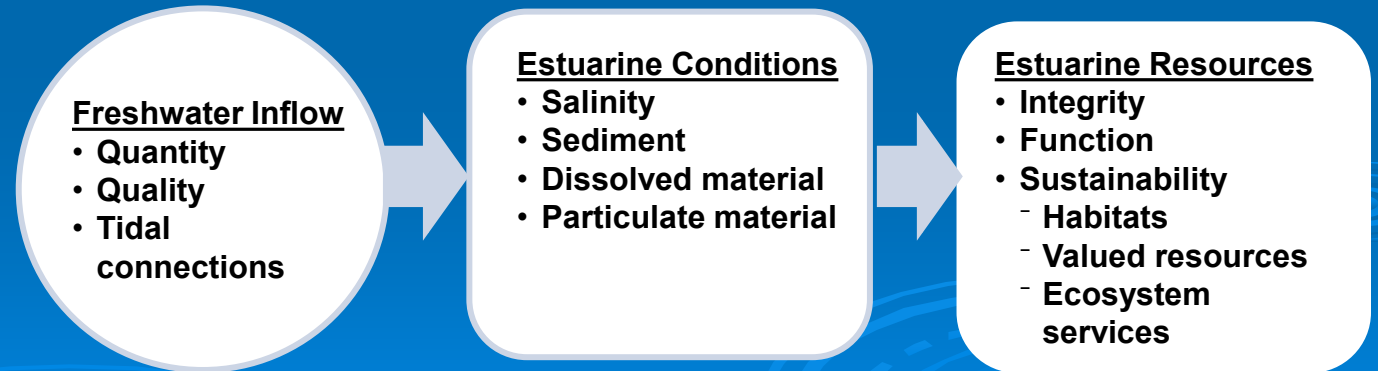 Freshwater Inflow
• Quantity
• Quality
• Tidal
connections
Estuarine Conditions
• Salinity
• Sediment
• Dissolved material
• Particulate material
Estuarine Resources
• Integrity
• Function
• Sustainability
⁻ Habitats
⁻ Valued resources
⁻ Ecosystem
services